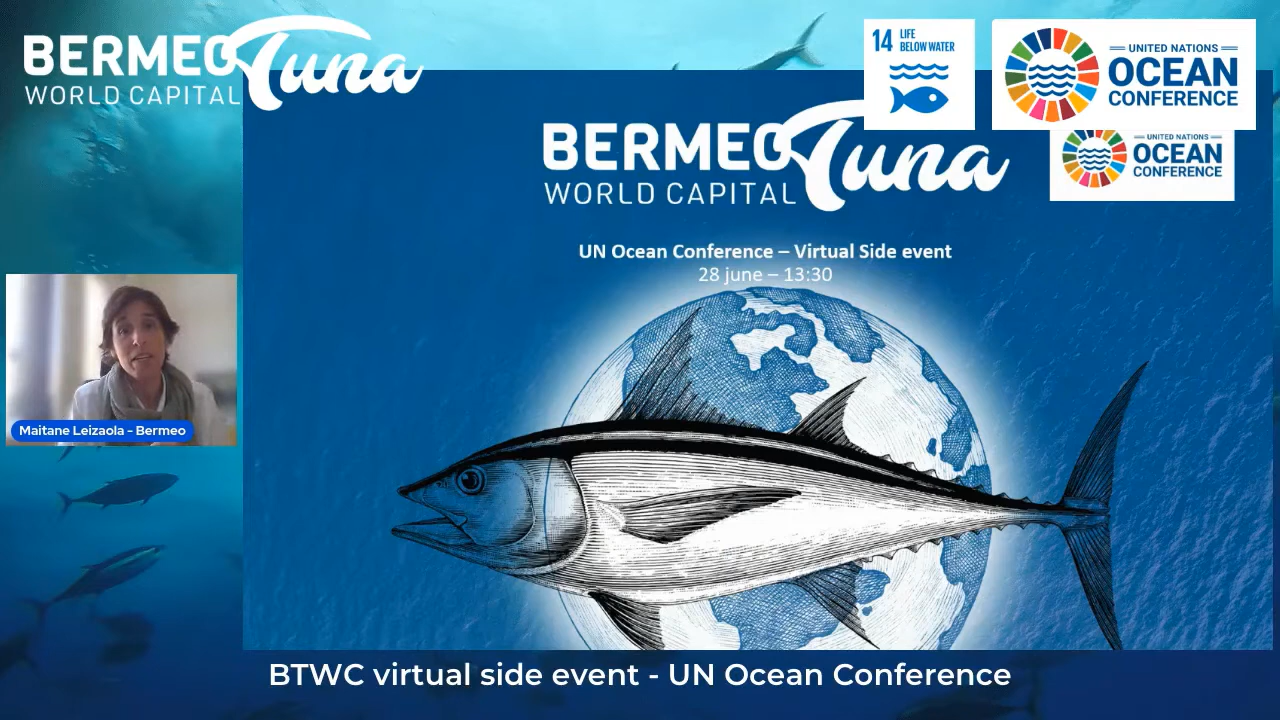 BERMEO Tuna
WORLD CAPITAL
14 LIFE
BELOW WATER
UNITED NATIONS
OCEAN
CONFERENCE
BERMEO Tuna
WORLD CAPITAL
UNITED NATIONS
OCEAN
CONFERENCE
UN Ocean Conference – Virtual Side event
28 june – 13:30
Maitane Leizaola - Bermeo
BTWC virtual side event - UN Ocean Conference